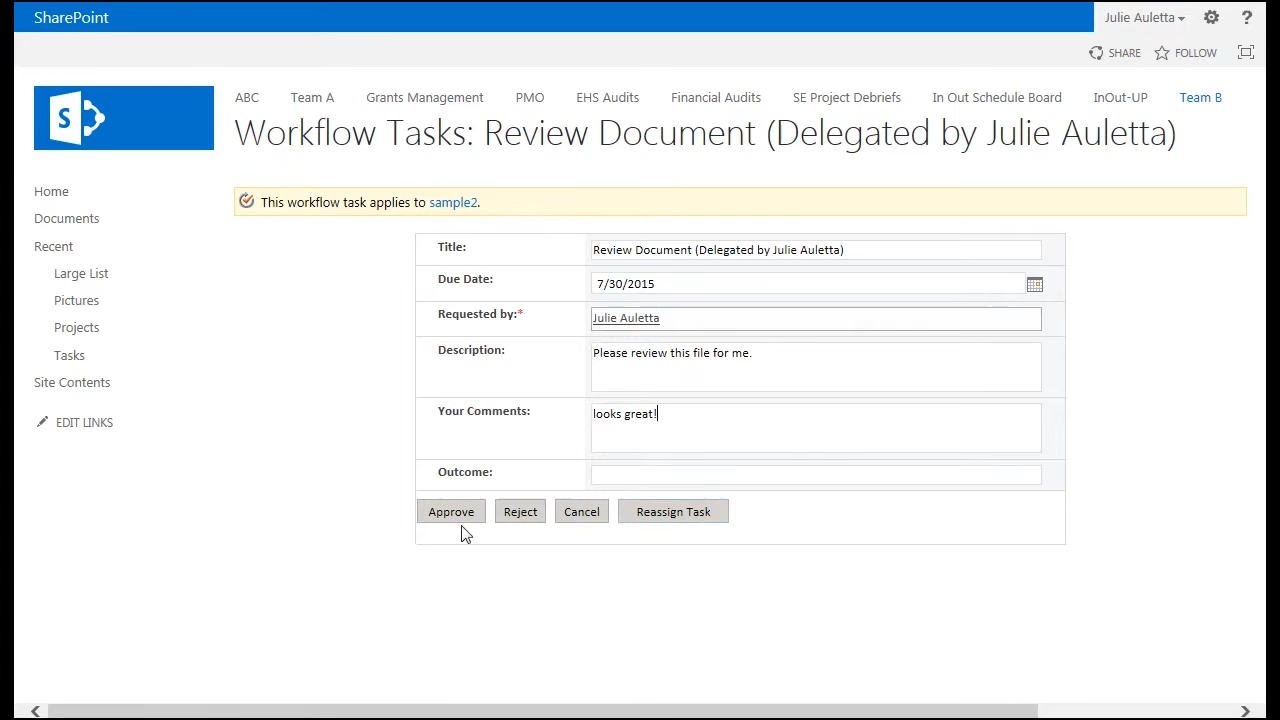 SharePoint
Julie Auletta
?
SHARE
FOLLOW
S
ABC
Team A
Grants Management
PMO
EHS Audits
Financial Audits
SE Project Debriefs
In Out Schedule Board
InOut-UP
Team B
Workflow Tasks: Review Document (Delegated by Julie Auletta)
Home
Documents
Recent
Large List
Pictures
Projects
Tasks
Site Contents
EDIT LINKS
This workflow task applies to sample2.
Title:
Review Document (Delegated by Julie Auletta)
Due Date:
7/30/2015
Requested by:*
Julie Auletta
Description:
Please review this file for me.
Your Comments:
looks great!
Outcome:
Approve
Reject
Cancel
Reassign Task